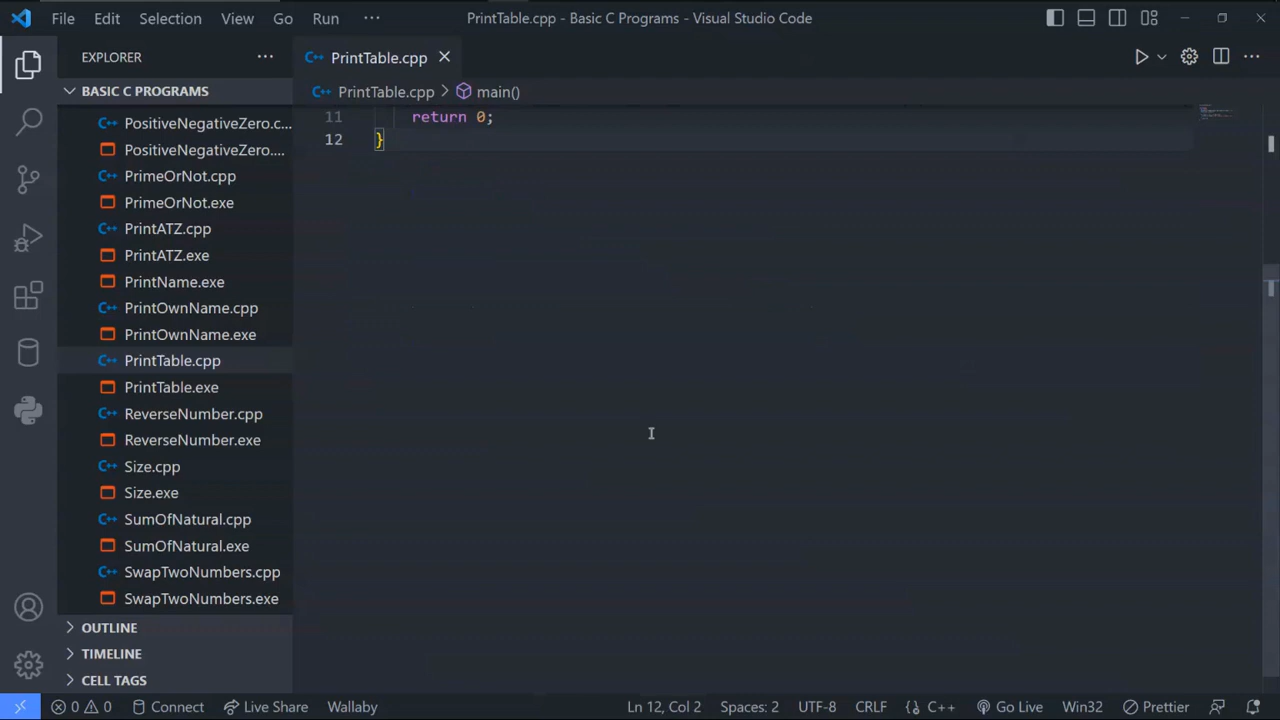 File Edit Selection View Go Run ··· PrintTable.cpp - Basic C Programs - Visual Studio Code
EXPLORER ···
PrintTable.cpp
BASIC C PROGRAMS
PrintTable.cpp > main()
11 return 0;
12 }
PositiveNegativeZero.c...
PositiveNegativeZero....
PrimeOrNot.cpp
PrimeOrNot.exe
PrintATZ.cpp
PrintATZ.exe
PrintName.exe
PrintOwnName.cpp
PrintOwnName.exe
PrintTable.cpp
PrintTable.exe
ReverseNumber.cpp
ReverseNumber.exe
Size.cpp
Size.exe
SumOfNatural.cpp
SumOfNatural.exe
SwapTwoNumbers.cpp
SwapTwoNumbers.exe
OUTLINE
TIMELINE
CELL TAGS
0 0 Connect Live Share Wallaby Ln 12, Col 2 Spaces: 2 UTF-8 CRLF {} C++ Go Live Win32 Prettier